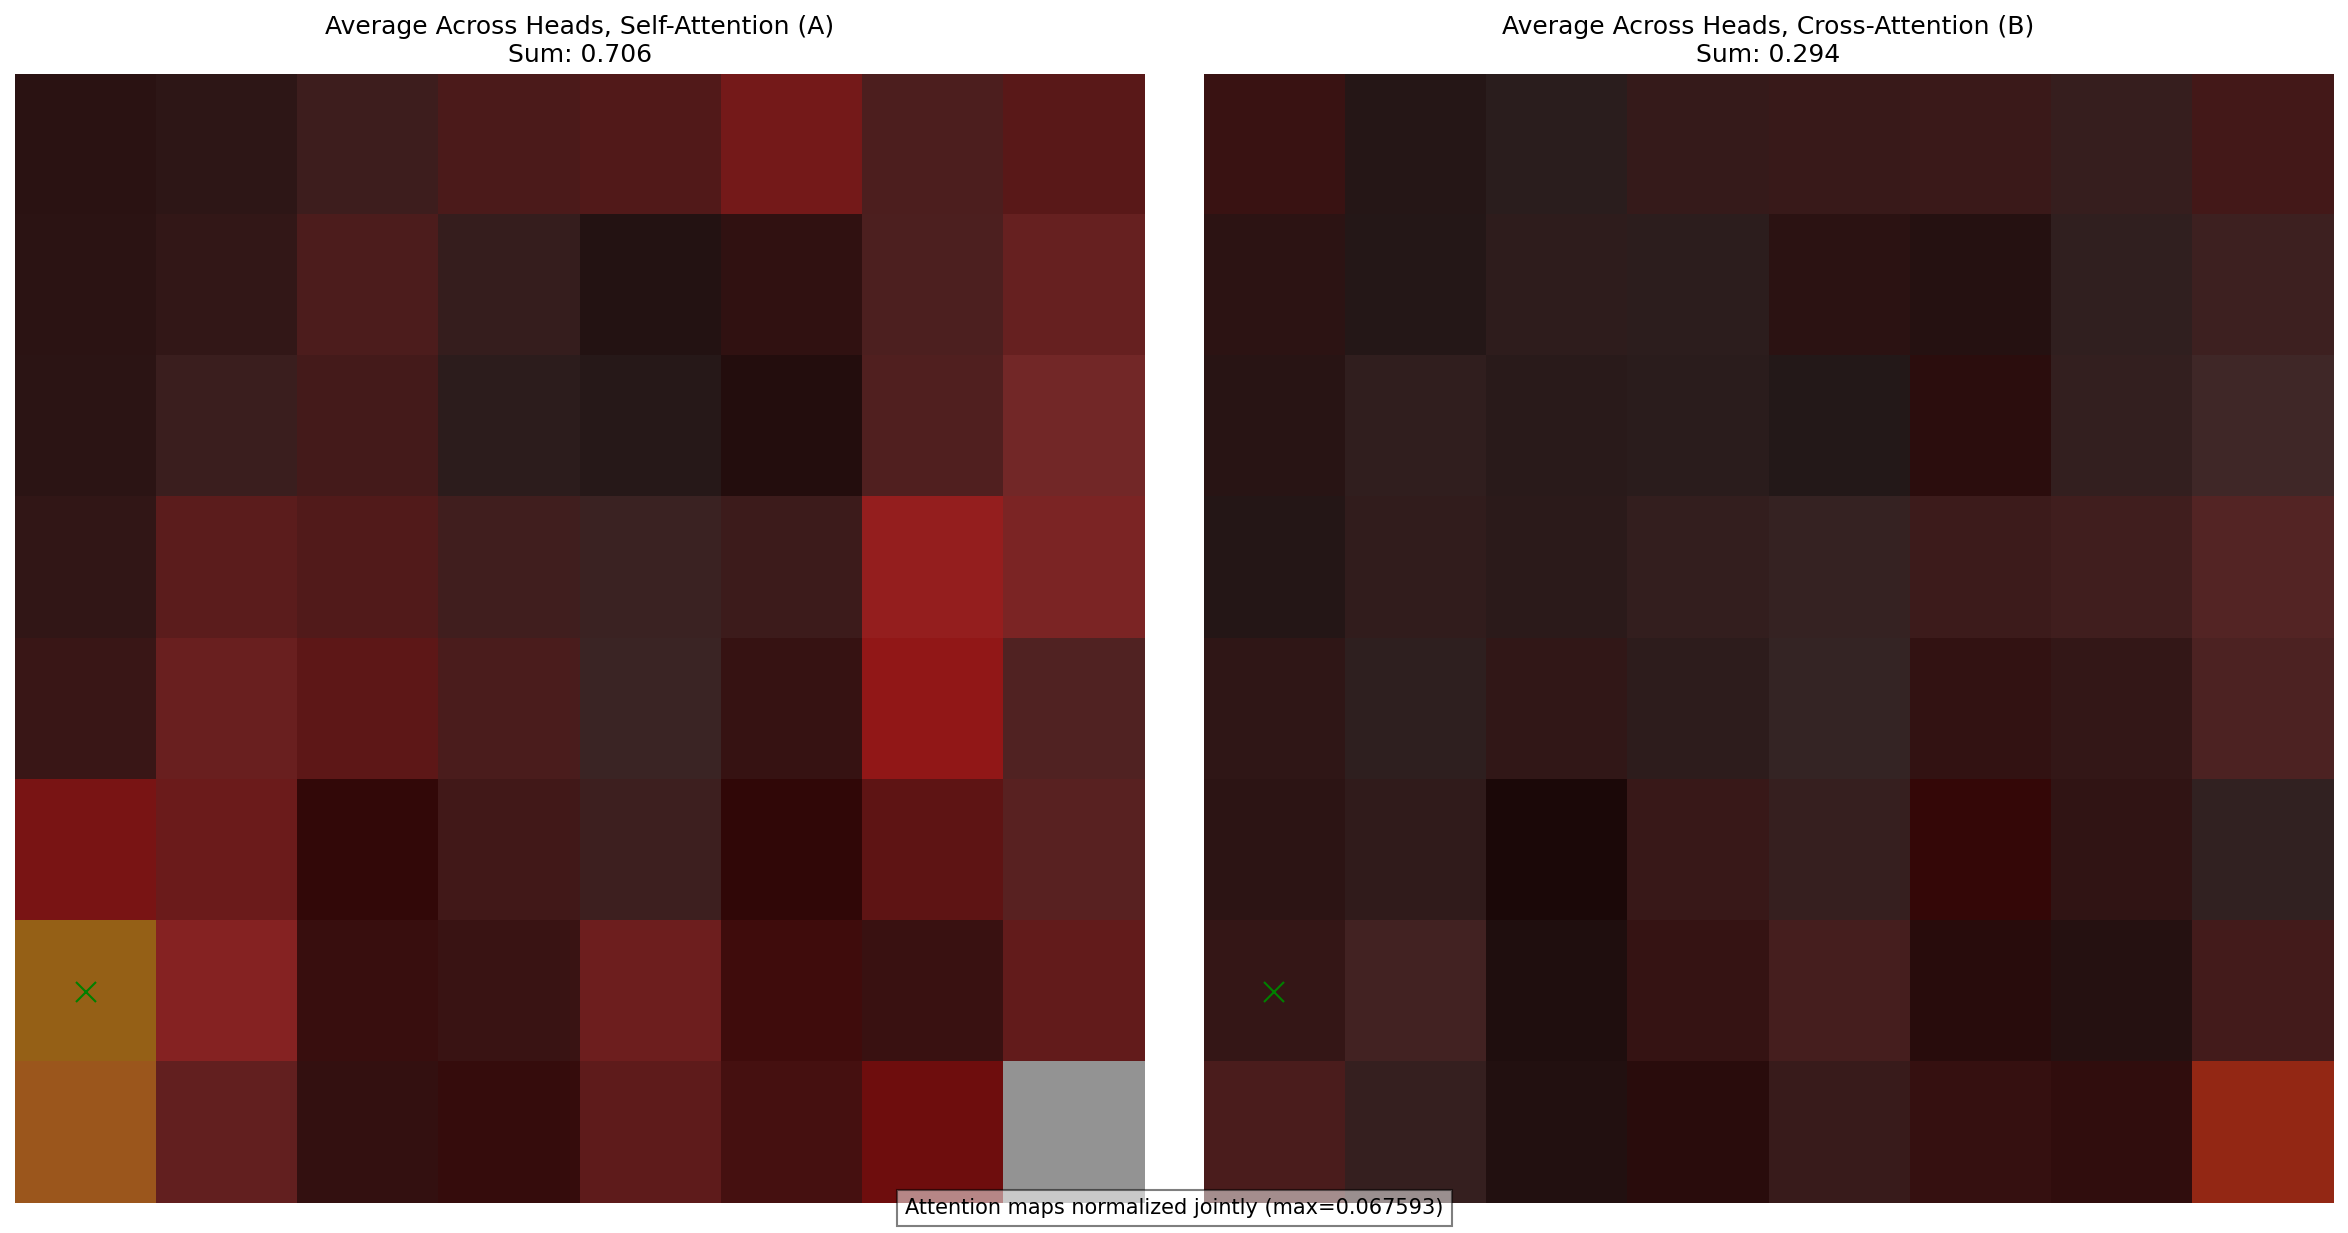 Average Across Heads, Self-Attention (A)
Sum: 0.706
Average Across Heads, Cross-Attention (B)
Sum: 0.294
Attention maps normalized jointly (max=0.067593)